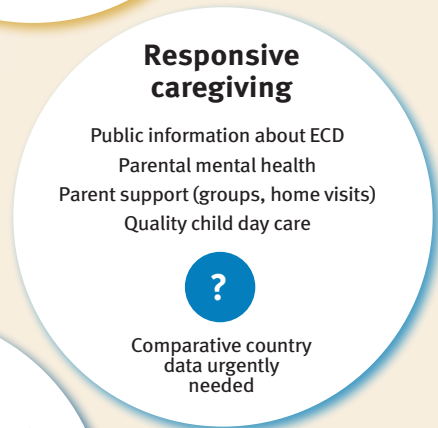 Responsive
caregiving
Public information about ECD
Parental mental health
Parent support (groups, home visits)
Quality child day care
?
Comparative country
data urgently
needed